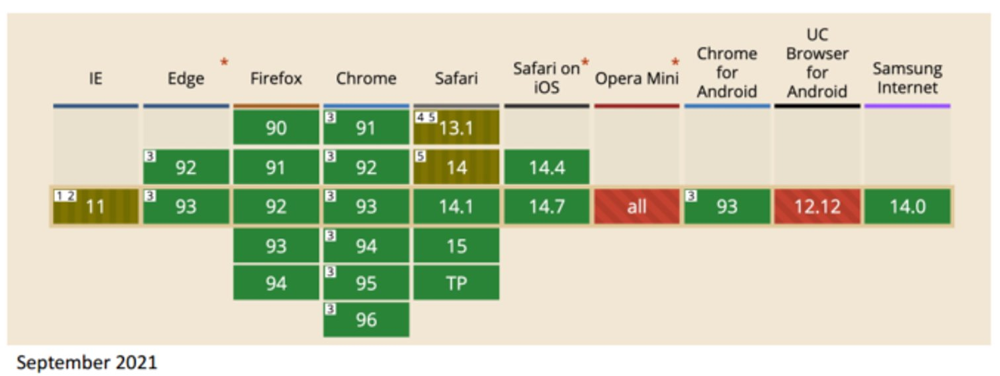 IE
Edge *
Firefox
Chrome
Safari
Safari on *
iOS
Opera Mini *
Chrome
for
Android
UC
Browser
for
Android
Samsung
Internet
90 3 91 4 5 13.1
3 92 91 3 92 5 14 14.4
1 2 11 3 93 92 3 93 14.1 14.7 all 3 93 12.12 14.0
93 3 94 15
94 3 95 TP
3 96
September 2021